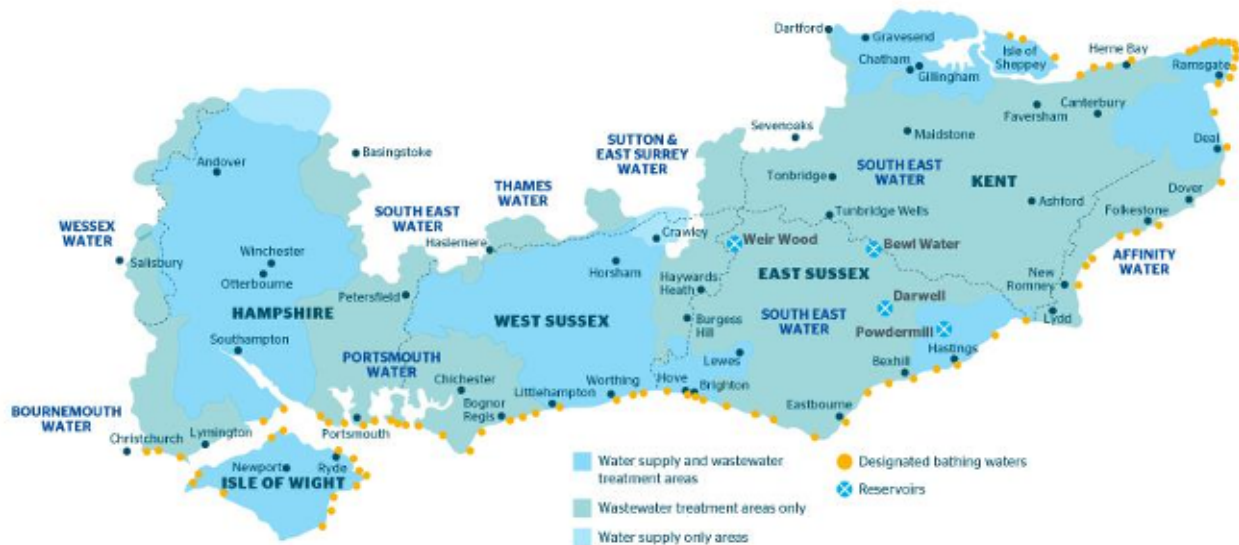 Dartford
Gravesend
Chatham
Gillingham
Isle of
Sheppey
Herne Bay
Ramsgate
Canterbury
Faversham
Sevenoaks
Maidstone
SUTTON &
EAST SURREY
WATER
Andover
Basingstoke
Deal
THAMES
WATER
Tonbridge
SOUTH EAST
WATER
KENT
Dover
Ashford
Folkestone
SOUTH EAST
WATER
Tunbridge Wells
WESSEX
WATER
Haslemere
Crawley
Weir Wood
Bewl Water
Salisbury
Winchester
Otterbourne
Horsham
EAST SUSSEX
AFFINITY
WATER
Haywards
Heath
New
Romney
Petersfield
Darwell
HAMPSHIRE
WEST SUSSEX
Burgess
Hill
SOUTH EAST
WATER
Powdermill
Lydd
Southampton
PORTSMOUTH
WATER
Lewes
Hastings
Chichester
Worthing
Hove
Brighton
Bexhill
Littlehampton
Bognor
Regis
Eastbourne
BOURNEMOUTH
WATER
Christchurch
Lymington
Portsmouth
Newport
Ryde
ISLE OF WIGHT
Water supply and wastewater
treatment areas
Wastewater treatment areas only
Water supply only areas
Designated bathing waters
Reservoirs